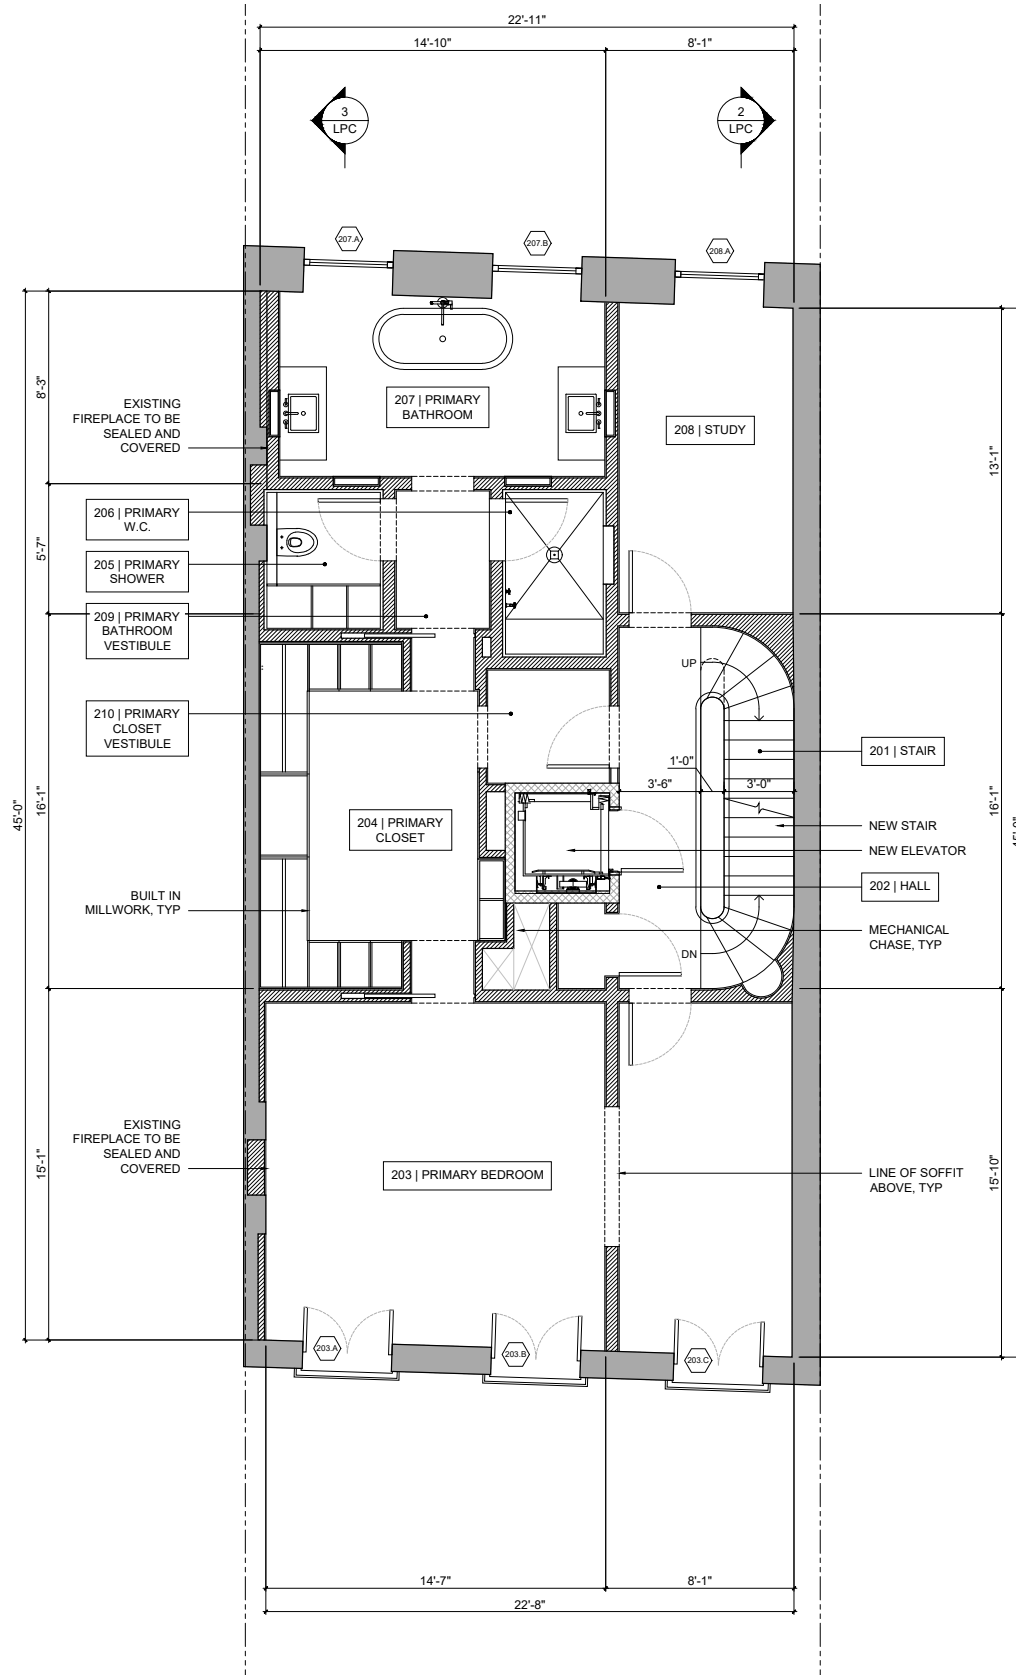 22'-11"
14'-10"
8'-1"
3
LPC
2
LPC
207.A
207.B
208.A
8'-3"
EXISTING
FIREPLACE TO BE
SEALED AND
COVERED
207 | PRIMARY
BATHROOM
208 | STUDY
13'-1"
206 | PRIMARY
W.C.
5'-7"
205 | PRIMARY
SHOWER
209 | PRIMARY
BATHROOM
VESTIBULE
UP
210 | PRIMARY
CLOSET
VESTIBULE
201 | STAIR
1'-0"
3'-6"
3'-0"
45'-0"
16'-1"
16'-1"
45'-0"
204 | PRIMARY
CLOSET
NEW STAIR
NEW ELEVATOR
202 | HALL
BUILT IN
MILLWORK, TYP
MECHANICAL
CHASE, TYP
DN
EXISTING
FIREPLACE TO BE
SEALED AND
COVERED
15'-1"
203 | PRIMARY BEDROOM
LINE OF SOFFIT
ABOVE, TYP
15'-10"
203.A
203.B
203.C
14'-7"
8'-1"
22'-8"